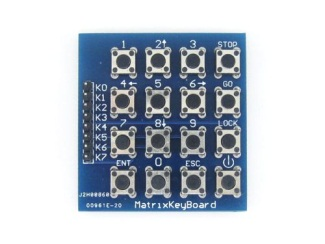 1 2↑ 3 STOP
K0
4← 5 6→ GO
K1
K2
K3
7 8↓ 9 LOCK
K4
K5
K6
ENT 0 ESC
K7
MatrixKeyBoard